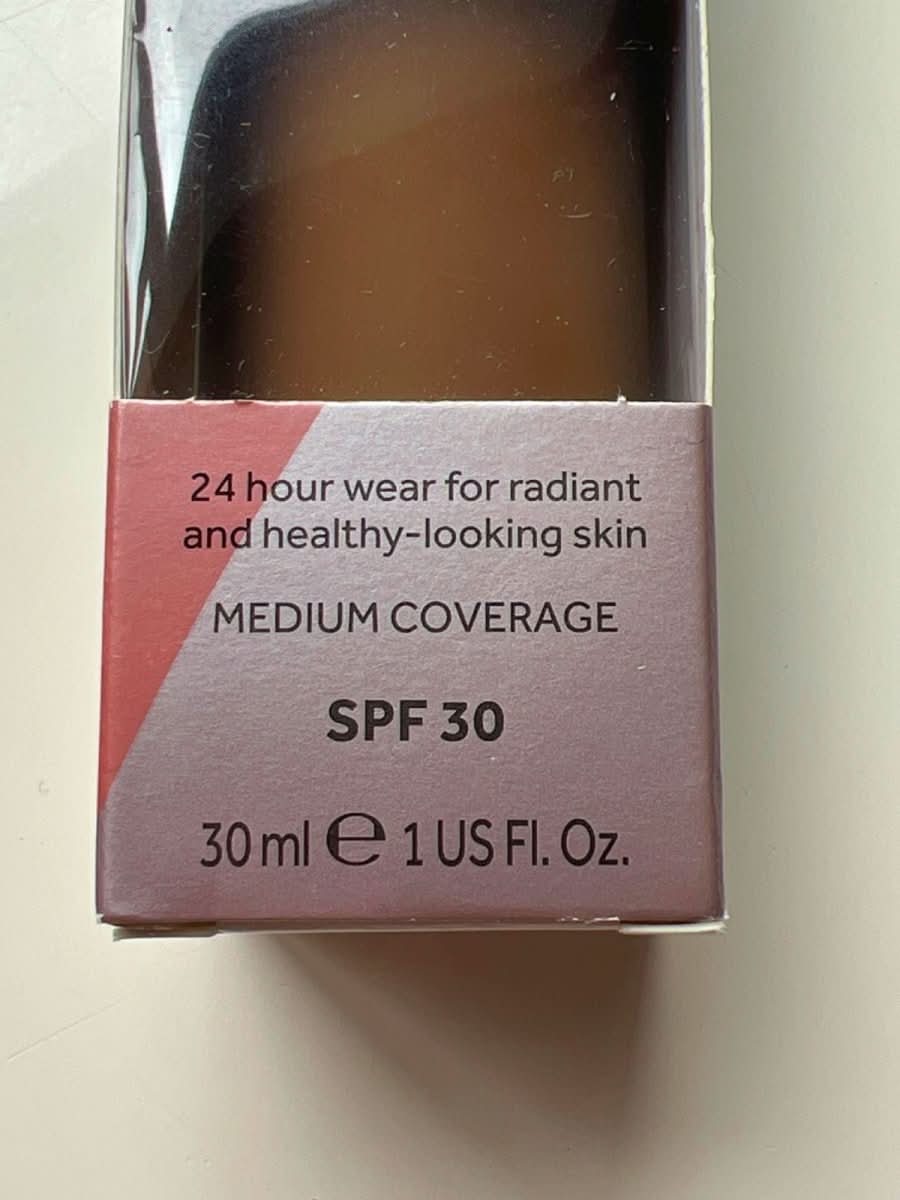 24 hour wear for radiant
and healthy-looking skin
MEDIUM COVERAGE
SPF 30
30 ml ℮ 1 US Fl. Oz.